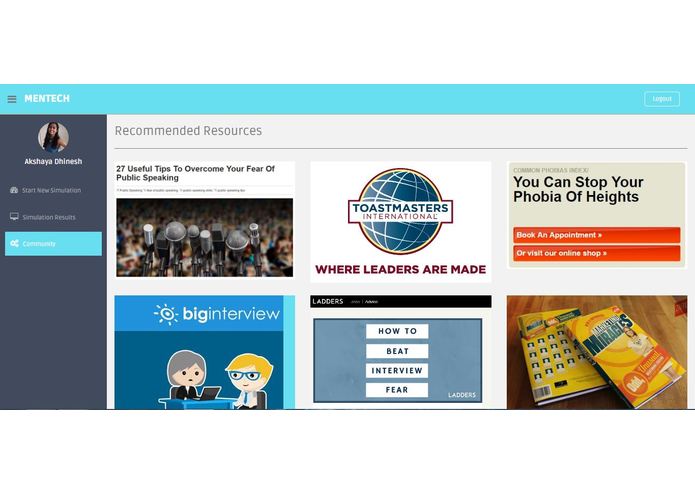 MENTECH
Logout
Akshaya Dhinesh
Start New Simulation
Simulation Results
Community
Recommended Resources
27 Useful Tips To Overcome Your Fear Of
Public Speaking
TOASTMASTERS
INTERNATIONAL
WHERE LEADERS ARE MADE
COMMON PHOBIAS INDEX/
You Can Stop Your
Phobia Of Heights
Book An Appointment »
Or visit our online shop »
biginterview
LADDERS
Advice
HOW TO
BEAT
INTERVIEW
FEAR
LADDERS
MIRACLES